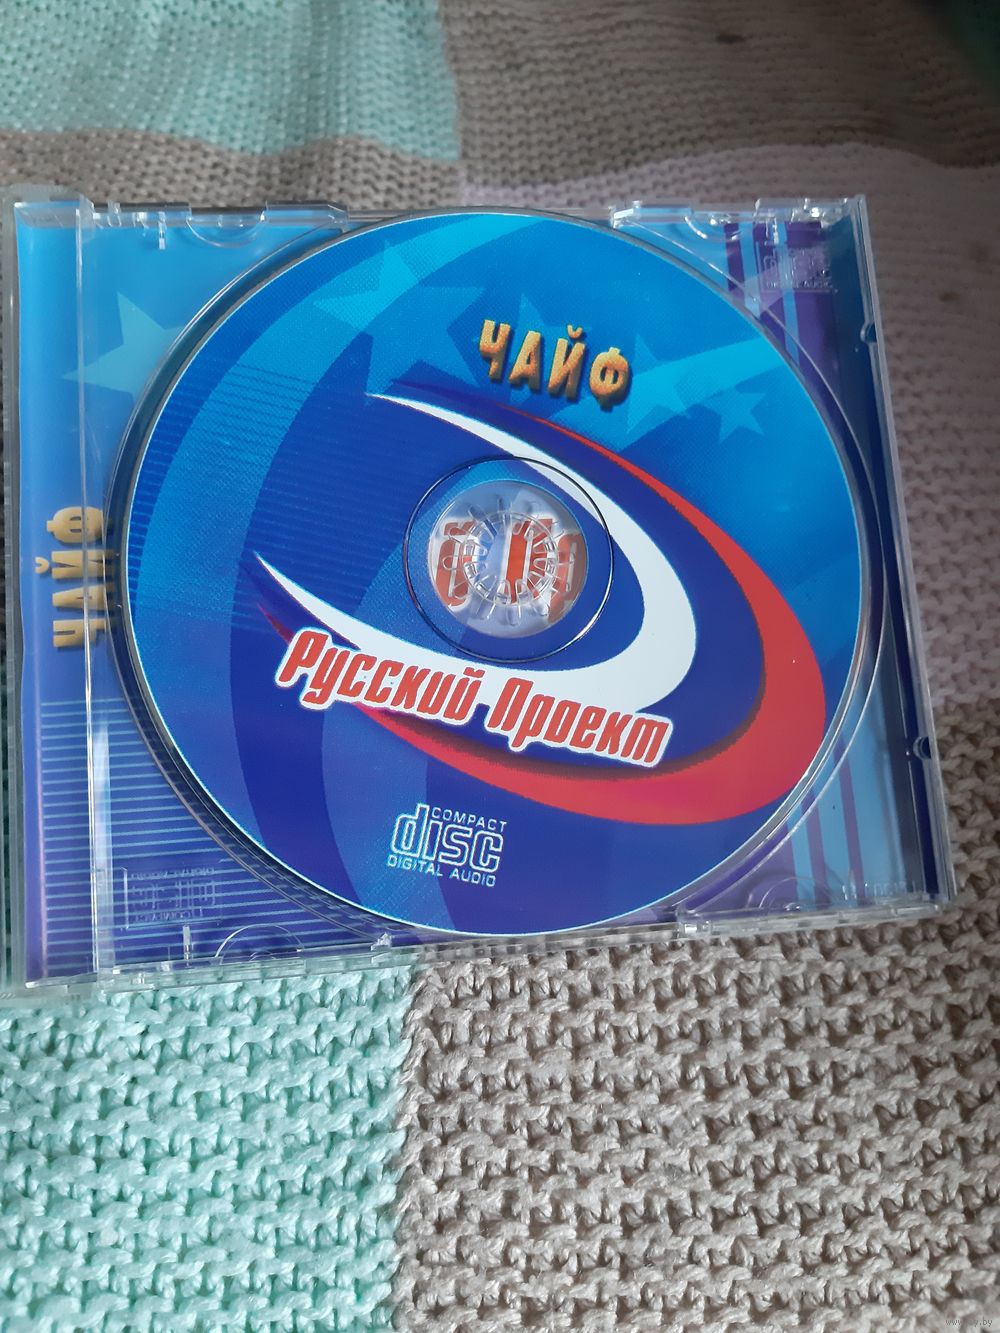 ЧАЙФ
ЧАЙФ
Русский Проект
COMPACT
disc
DIGITAL AUDIO